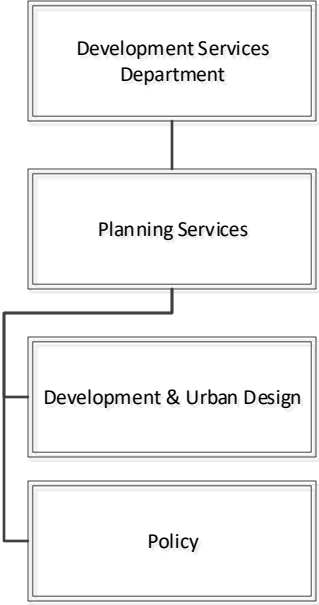 Development Services
Department
Planning Services
Development & Urban Design
Policy